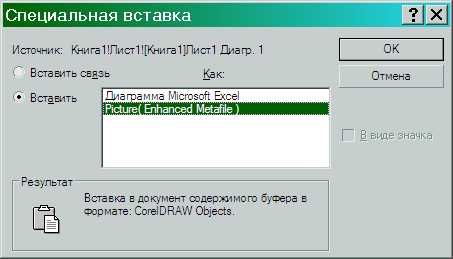 Специальная вставка
Источник: Книга1!Лист1![Книга1]Лист1 Диагр. 1
ОК
Вставить связь
Как:
Отмена
Вставить
Диаграмма Microsoft Excel
Picture( Enhanced Metafile )
В виде значка
Результат
Вставка в документ содержимого буфера в
формате: CorelDRAW Objects.